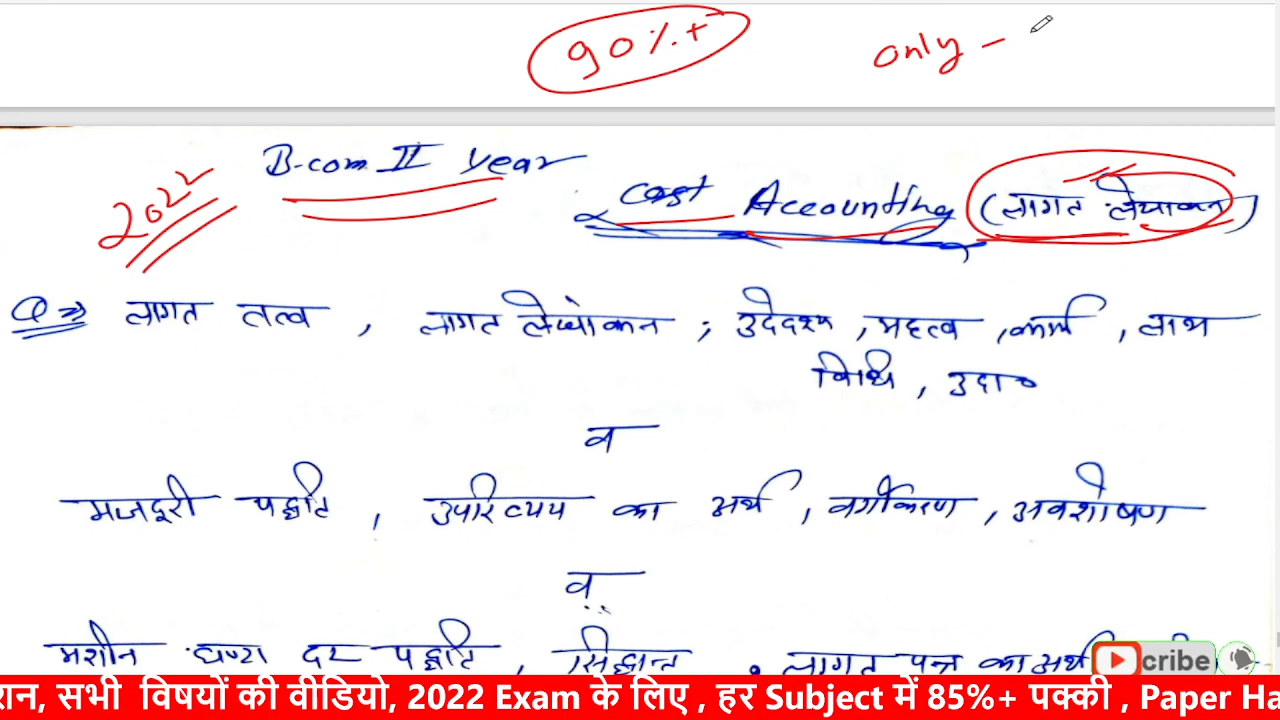 90%+ only –
B-com II year
2022 Cost Accounting (लागत लेखांकन)
Q ⇒ लागत तत्व, लागत लेखांकन ; उद्देश्य, महत्व, कार्य, लाभ
विधि, उदा०
व
मजदूरी पद्धति, उपरिव्यय का अर्थ, वर्गीकरण, अवशोषण
व
मशीन घण्टा दर पद्धति, सिद्धान्त . लागत पत्र का अर्थ
cribe
रान, सभी विषयों की वीडियो, 2022 Exam के लिए , हर Subject में 85%+ पक्की , Paper Ha